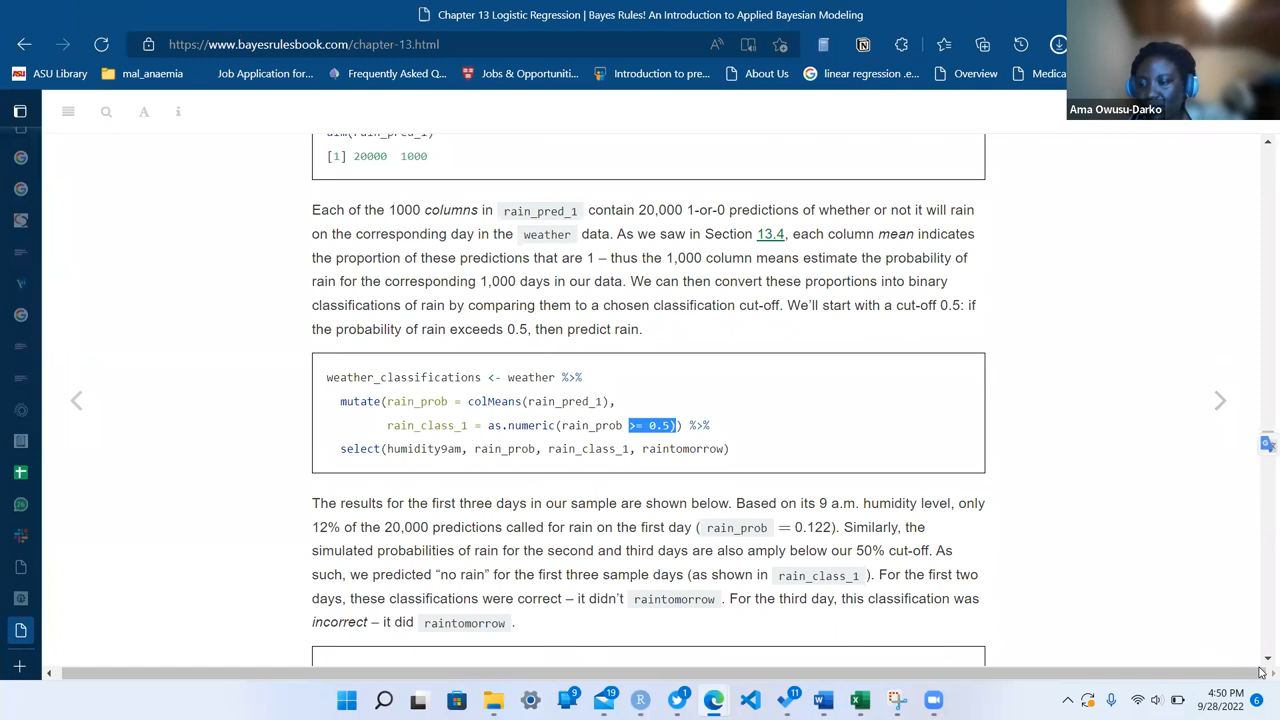 Chapter 13 Logistic Regression | Bayes Rules! An Introduction to Applied Bayesian Modeling
https://www.bayesrulesbook.com/chapter-13.html
ASU Library
mal_anaemia
Job Application for...
Frequently Asked Q...
Jobs & Opportuniti...
Introduction to pre...
About Us
linear regression .e...
Overview
Medica
Ama Owusu-Darko
dim(rain_pred_1)
[1] 20000 1000
Each of the 1000 columns in rain_pred_1 contain 20,000 1-or-0 predictions of whether or not it will rain
on the corresponding day in the weather data. As we saw in Section 13.4, each column mean indicates
the proportion of these predictions that are 1 – thus the 1,000 column means estimate the probability of
rain for the corresponding 1,000 days in our data. We can then convert these proportions into binary
classifications of rain by comparing them to a chosen classification cut-off. We'll start with a cut-off 0.5: if
the probability of rain exceeds 0.5, then predict rain.
weather_classifications <- weather %>%
mutate(rain_prob = colMeans(rain_pred_1),
rain_class_1 = as.numeric(rain_prob >= 0.5)) %>%
select(humidity9am, rain_prob, rain_class_1, raintomorrow)
The results for the first three days in our sample are shown below. Based on its 9 a.m. humidity level, only
12% of the 20,000 predictions called for rain on the first day ( rain_prob = 0.122). Similarly, the
simulated probabilities of rain for the second and third days are also amply below our 50% cut-off. As
such, we predicted “no rain” for the first three sample days (as shown in rain_class_1 ). For the first two
days, these classifications were correct – it didn't raintomorrow . For the third day, this classification was
incorrect – it did raintomorrow .
9
19
1
11
4:50 PM
9/28/2022
6